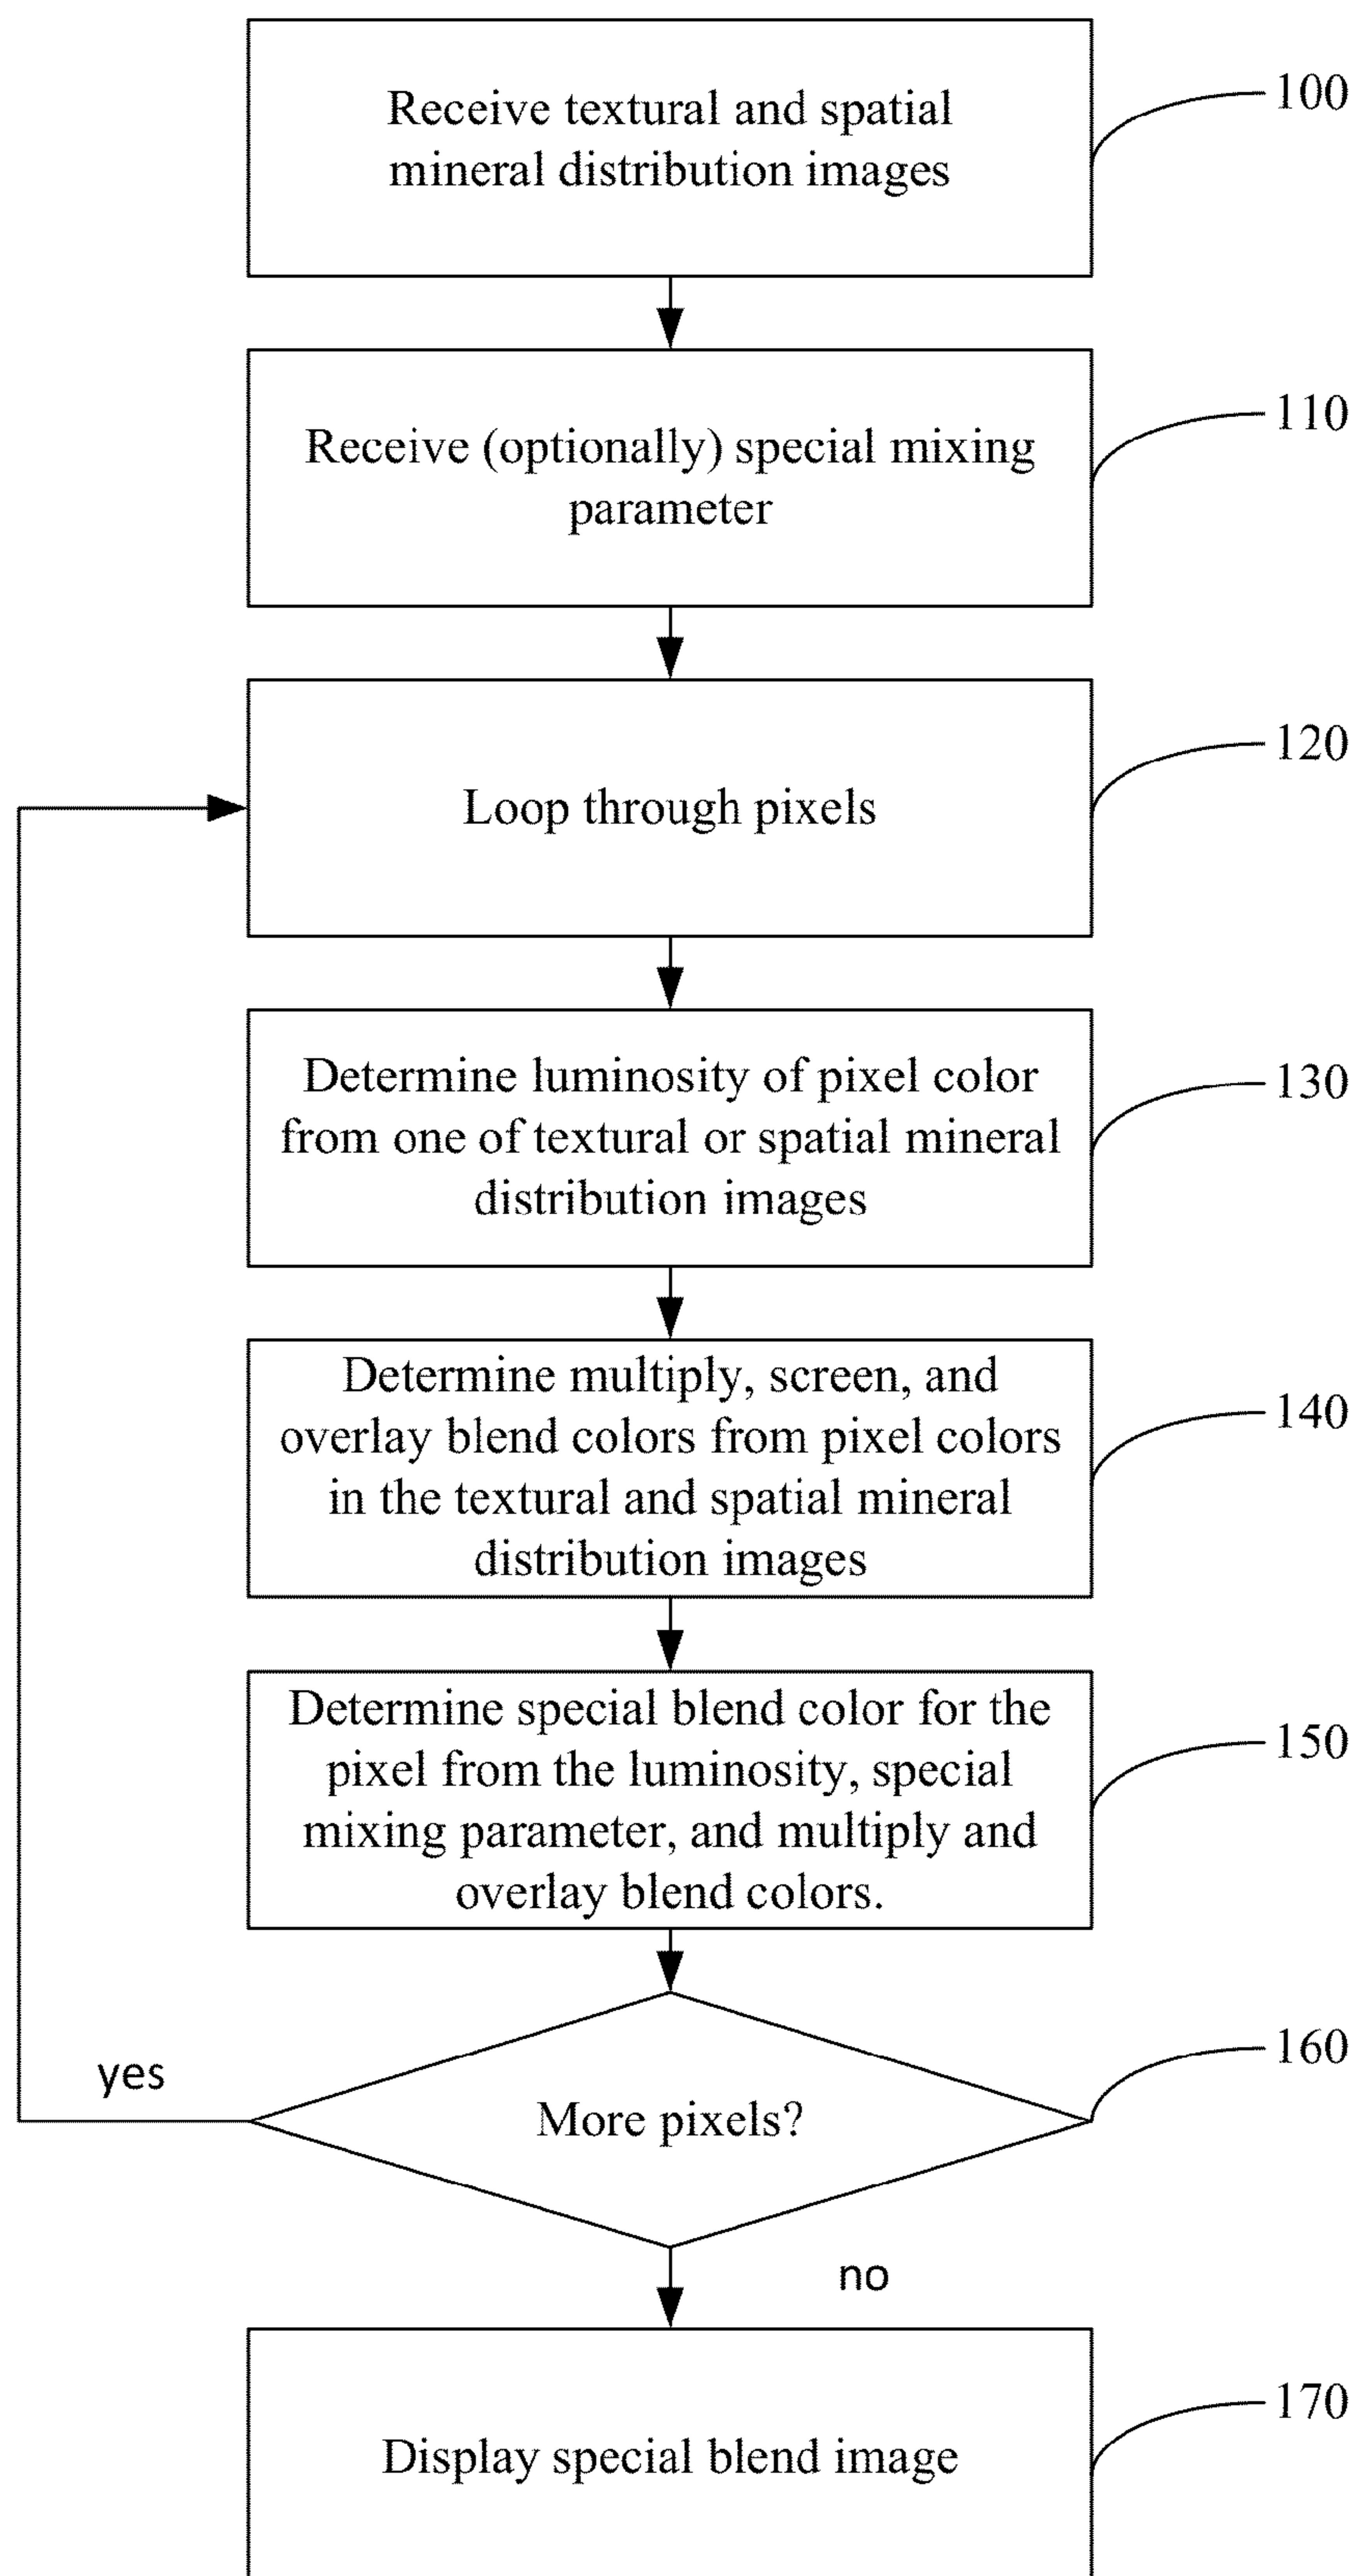 Receive textural and spatial
mineral distribution images
100
Receive (optionally) special mixing
parameter
110
Loop through pixels
120
Determine luminosity of pixel color
from one of textural or spatial mineral
distribution images
130
Determine multiply, screen, and
overlay blend colors from pixel colors
in the textural and spatial mineral
distribution images
140
Determine special blend color for the
pixel from the luminosity, special
mixing parameter, and multiply and
overlay blend colors.
150
More pixels?
160
yes
no
Display special blend image
170